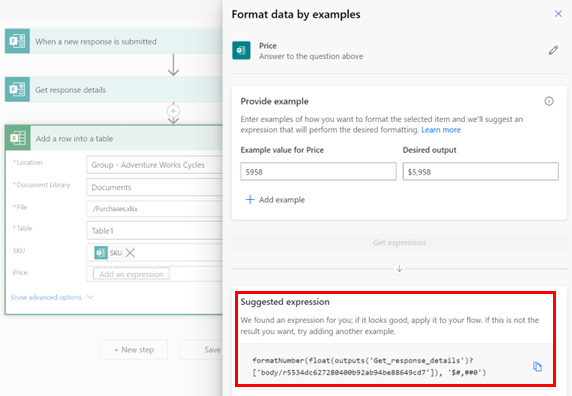 Format data by examples
When a new response is submitted
Price
Answer to the question above
Get response details
Provide example
Enter examples of how you want to format the selected item and we'll suggest an
expression that will perform the desired formatting. Learn more
Add a row into a table
Example value for Price
Desired output
* Location
Group - Adventure Works Cycles
5958
$5,958
* Document Library
Documents
+ Add example
* File
/Purchases.xlsx
* Table
Table1
Get expression
SKU
SKU
Price
Add an expression
Show advanced options
Suggested expression
We found an expression for you; if it looks good, apply it to your flow. If this is not the
result you want, try adding another example.
+ New step
Save
formatNumber(float(outputs('Get_response_details')?
['body/r5534dc627280400b92ab94be88649cd7']), '$#,##0')